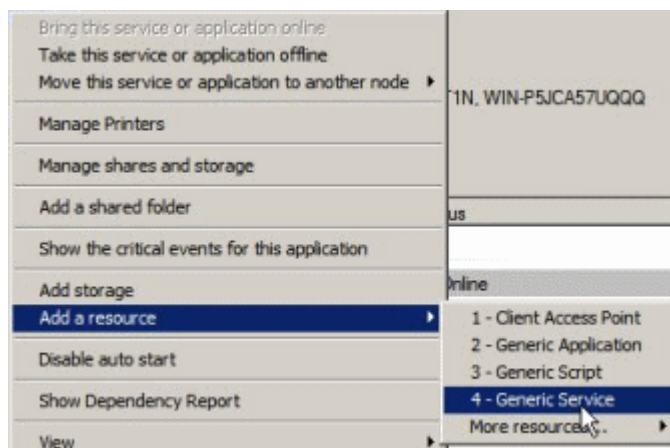 Bring this service or application online
Take this service or application offline
Move this service or application to another node
T1N, WIN-P5JCA57UQQQ
Manage Printers
Manage shares and storage
Add a shared folder
us
Show the critical events for this application
Add storage
Online
Add a resource
1 - Client Access Point
2 - Generic Application
Disable auto start
3 - Generic Script
Show Dependency Report
4 - Generic Service
More resources...
View